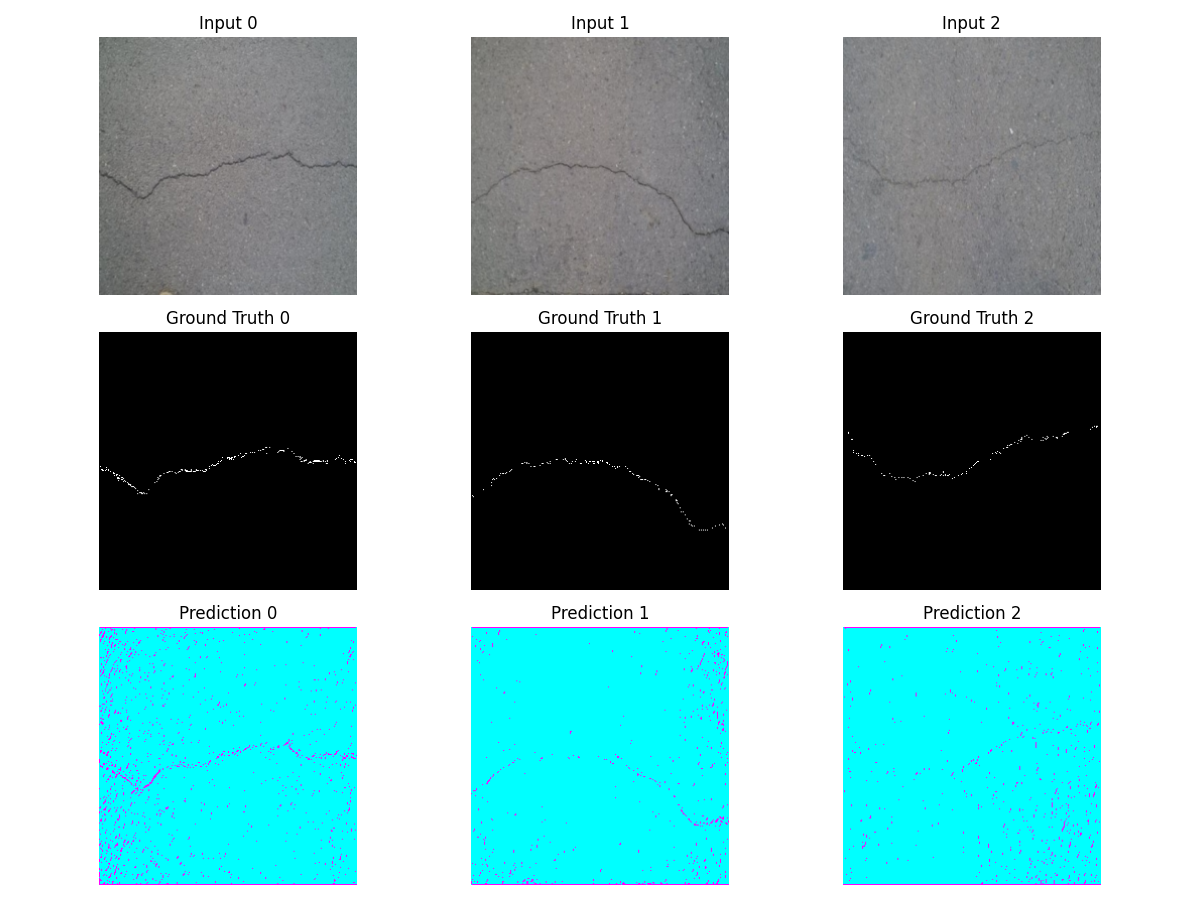 Input 0
Input 1
Input 2
Ground Truth 0
Ground Truth 1
Ground Truth 2
Prediction 0
Prediction 1
Prediction 2